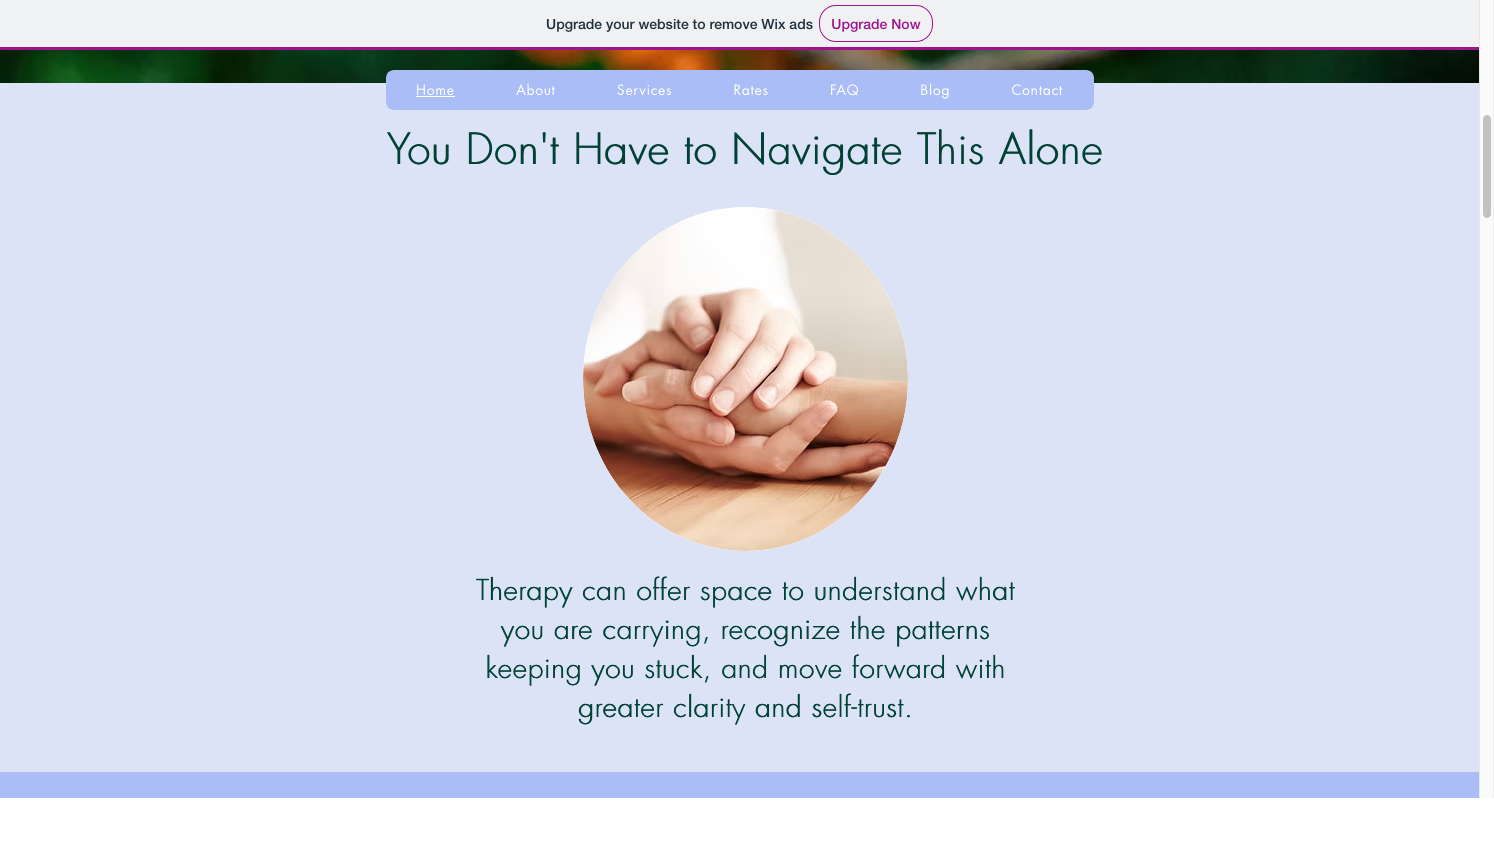 Upgrade your website to remove Wix ads Upgrade Now
Home About Services Rates FAQ Blog Contact
You Don't Have to Navigate This Alone
Therapy can offer space to understand what
you are carrying, recognize the patterns
keeping you stuck, and move forward with
greater clarity and self-trust.